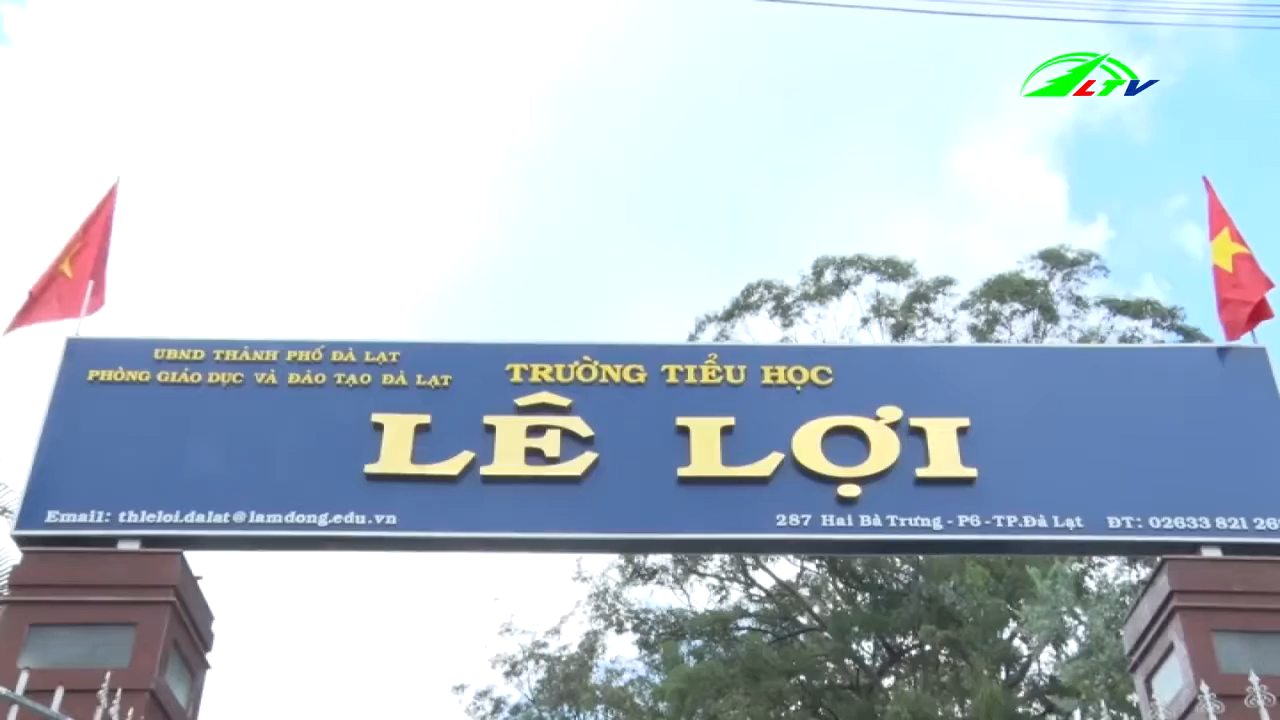 LTV
UBND THÀNH PHỐ ĐÀ LẠT
PHÒNG GIÁO DỤC VÀ ĐÀO TẠO ĐÀ LẠT
TRƯỜNG TIỂU HỌC
LÊ LỢI
Email: thleloi.dalat@lamdong.edu.vn
287 Hai Bà Trưng - P6 - TP.Đà Lạt ĐT: 02633 821 26